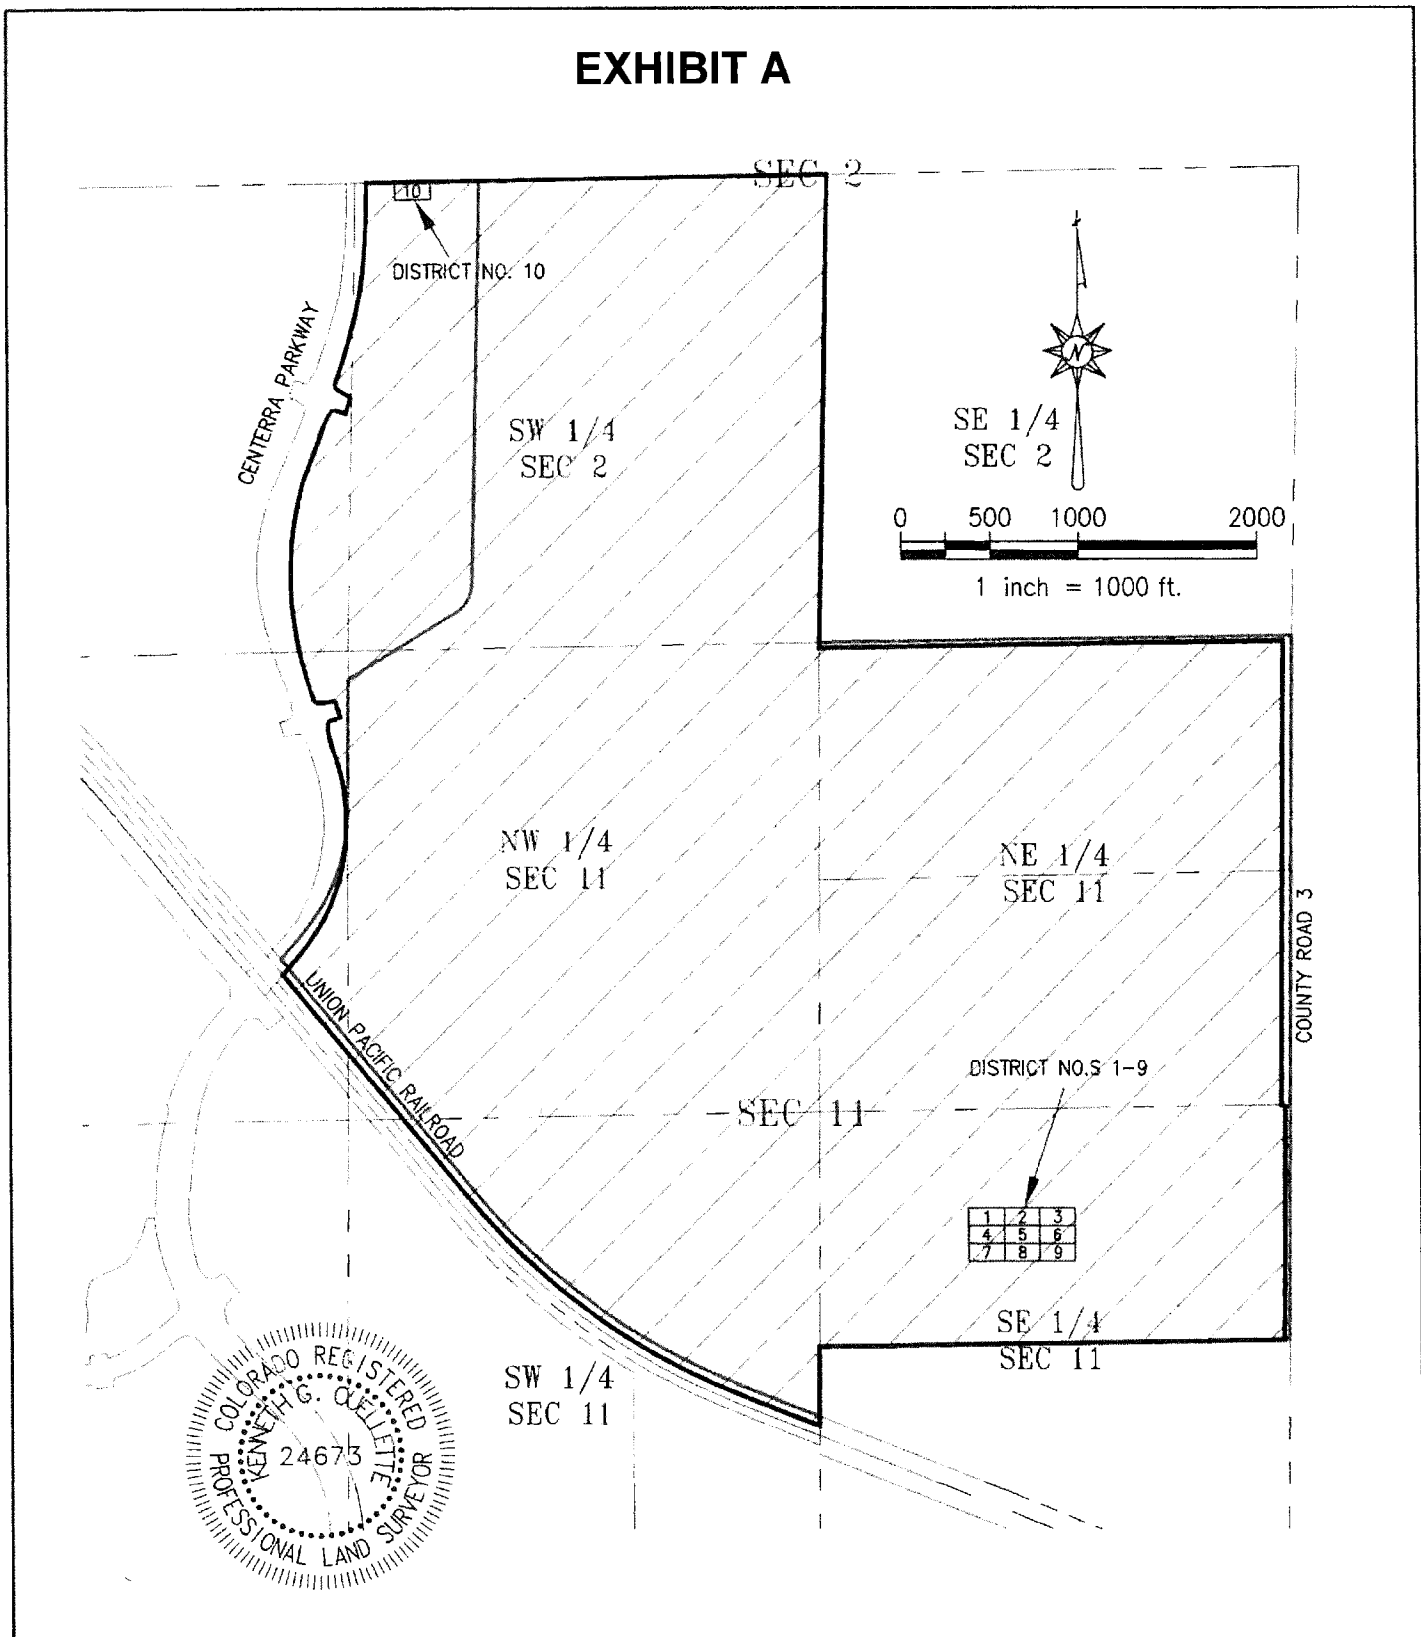 EXHIBIT A
SEC 2
10
DISTRICT NO. 10
CENTERRA PARKWAY
SW 1/4
SEC 2
N
SE 1/4
SEC 2
0 500 1000 2000
1 inch = 1000 ft.
NW 1/4
SEC 11
NE 1/4
SEC 11
COUNTY ROAD 3
UNION PACIFIC RAILROAD
DISTRICT NO.S 1-9
SEC 11
1 2 3
4 5 6
7 8 9
SE 1/4
SEC 11
SW 1/4
SEC 11
COLORADO REGISTERED
KENNETH G. OUELLETTE
24673
PROFESSIONAL LAND SURVEYOR